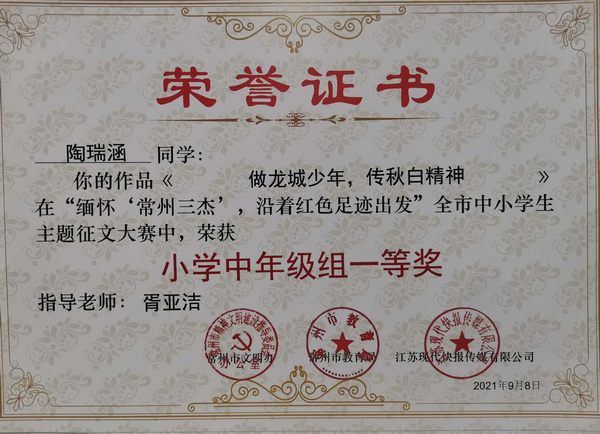 荣誉证书
陶瑞涵 同学：
你的作品《 做龙城少年，传秋白精神 》
在“缅怀‘常州三杰’，沿着红色足迹出发”全市中小学生
主题征文大赛中，荣获
小学中年级组一等奖
指导老师：胥亚洁
常州市文明办 常州市教育局 江苏现代快报传媒有限公司
2021年9月8日